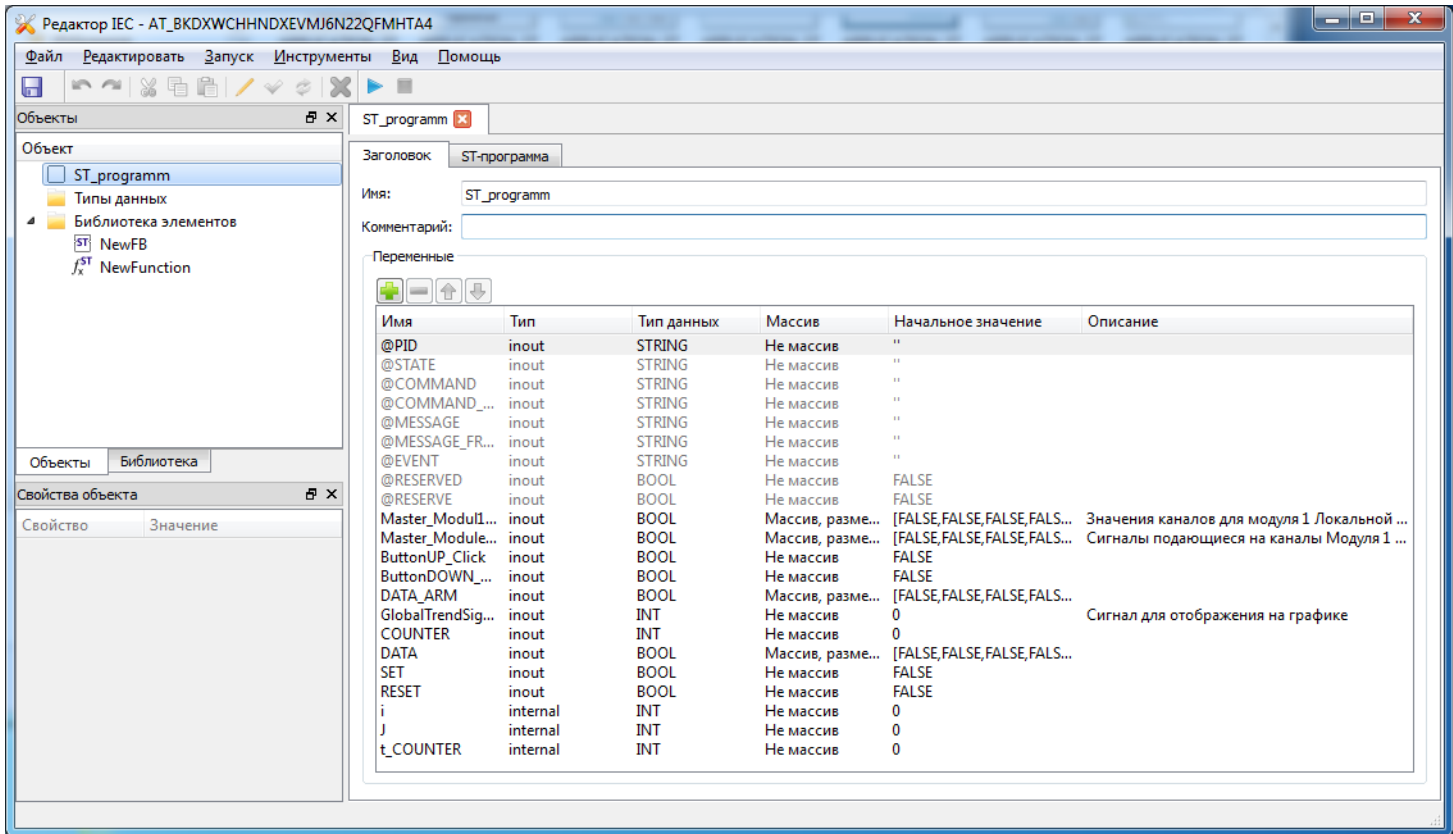 Редактор IEC - AT_BKDXWCHHNDXEVMJ6N22QFMHTA4
Файл Редактировать Запуск Инструменты Вид Помощь
Объекты
Объект
ST_programm
Типы данных
Библиотека элементов
ST NewFB
NewFunction
Объекты Библиотека
Свойства объекта
Свойство Значение
ST_programm
Заголовок ST-программа
Имя: ST_programm
Комментарий:
Переменные
Имя Тип Тип данных Массив Начальное значение Описание
@PID inout STRING Не массив ''
@STATE inout STRING Не массив ''
@COMMAND inout STRING Не массив ''
@COMMAND_... inout STRING Не массив ''
@MESSAGE inout STRING Не массив ''
@MESSAGE_FR... inout STRING Не массив ''
@EVENT inout STRING Не массив ''
@RESERVED inout BOOL Не массив FALSE
@RESERVE inout BOOL Не массив FALSE
Master_Modul1... inout BOOL Массив, разме... [FALSE,FALSE,FALSE,FALS... Значения каналов для модуля 1 Локальной ...
Master_Module... inout BOOL Массив, разме... [FALSE,FALSE,FALSE,FALS... Сигналы подающиеся на каналы Модуля 1 ...
ButtonUP_Click inout BOOL Не массив FALSE
ButtonDOWN_... inout BOOL Не массив FALSE
DATA_ARM inout BOOL Массив, разме... [FALSE,FALSE,FALSE,FALS...
GlobalTrendSig... inout INT Не массив 0 Сигнал для отображения на графике
COUNTER inout INT Не массив 0
DATA inout BOOL Массив, разме... [FALSE,FALSE,FALSE,FALS...
SET inout BOOL Не массив FALSE
RESET inout BOOL Не массив FALSE
i internal INT Не массив 0
J internal INT Не массив 0
t_COUNTER internal INT Не массив 0